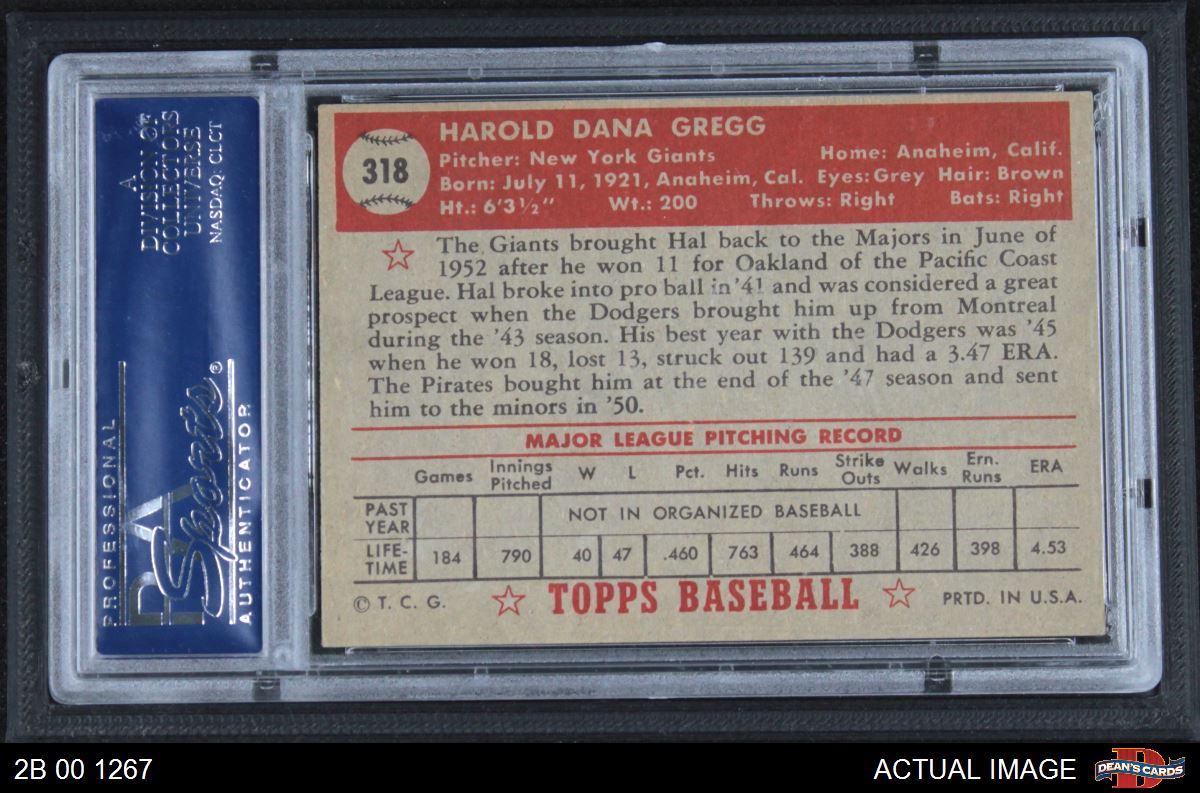 A
DIVISION OF
COLLECTORS
UNIVERSE
NASDAQ: CLCT
PROFESSIONAL
PSA
Sports®
AUTHENTICATOR
318
HAROLD DANA GREGG
Pitcher: New York Giants Home: Anaheim, Calif.
Born: July 11, 1921, Anaheim, Cal. Eyes: Grey Hair: Brown
Ht.: 6'3½" Wt.: 200 Throws: Right Bats: Right
The Giants brought Hal back to the Majors in June of
1952 after he won 11 for Oakland of the Pacific Coast
League. Hal broke into pro ball in '41 and was considered a great
prospect when the Dodgers brought him up from Montreal
during the '43 season. His best year with the Dodgers was '45
when he won 18, lost 13, struck out 139 and had a 3.47 ERA.
The Pirates bought him at the end of the '47 season and sent
him to the minors in '50.
MAJOR LEAGUE PITCHING RECORD
Games Innings Pitched W L Pct. Hits Runs Strike Outs Walks Ern. Runs ERA
PAST YEAR NOT IN ORGANIZED BASEBALL
LIFE-TIME 184 790 40 47 .460 763 464 388 426 398 4.53
© T. C. G. TOPPS BASEBALL PRTD. IN U.S.A.
2B 00 1267 ACTUAL IMAGE DEAN'S CARDS